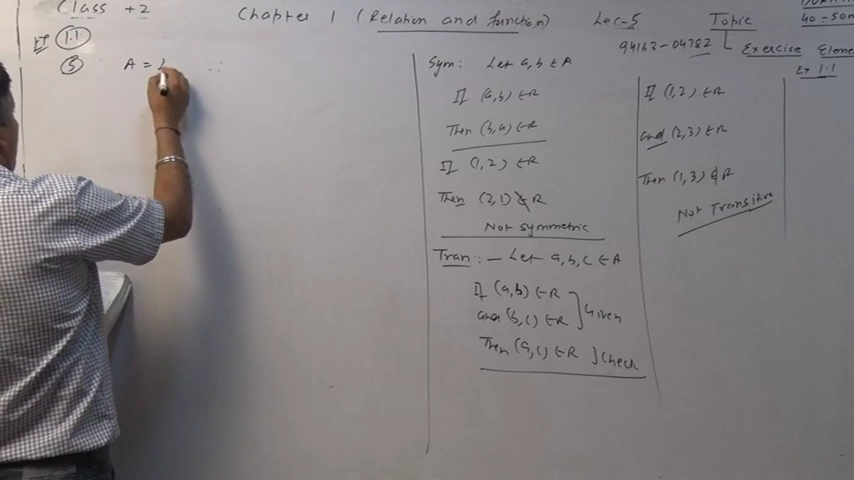 Class +2
Chapter 1 (Relation and function) Lec-5 Topic
94163-04782 Exercise
Ex 1.1
1.1
5 A =
Sym: Let a, b ∈ A
If (a,b) ∈ R
Then (b,a) ∈ R
If (1,2) ∈ R
Then (2,1) ∉ R
Not symmetric
Tran: — Let a, b, c ∈ A
If (a,b) ∈ R
and (b,c) ∈ R ] Given
Then (a,c) ∈ R ] Check
If (1,2) ∈ R
and (2,3) ∈ R
Then (1,3) ∉ R
Not Transitive